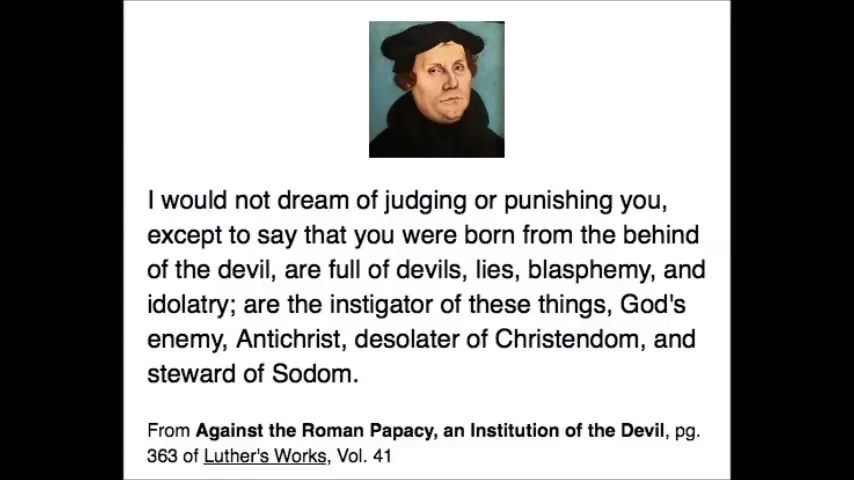 I would not dream of judging or punishing you,
except to say that you were born from the behind
of the devil, are full of devils, lies, blasphemy, and
idolatry; are the instigator of these things, God's
enemy, Antichrist, desolater of Christendom, and
steward of Sodom.
From Against the Roman Papacy, an Institution of the Devil, pg.
363 of Luther's Works, Vol. 41